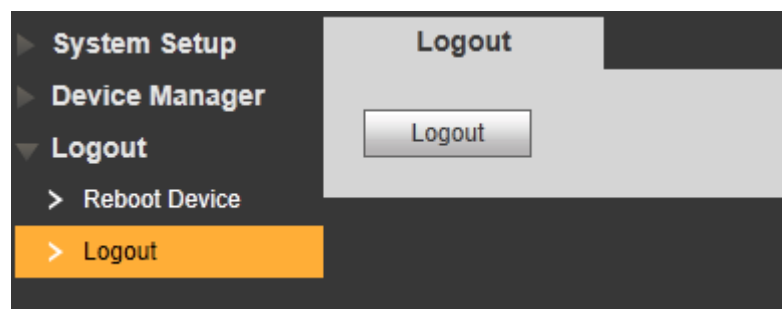 System Setup
Device Manager
Logout
> Reboot Device
> Logout
Logout
Logout